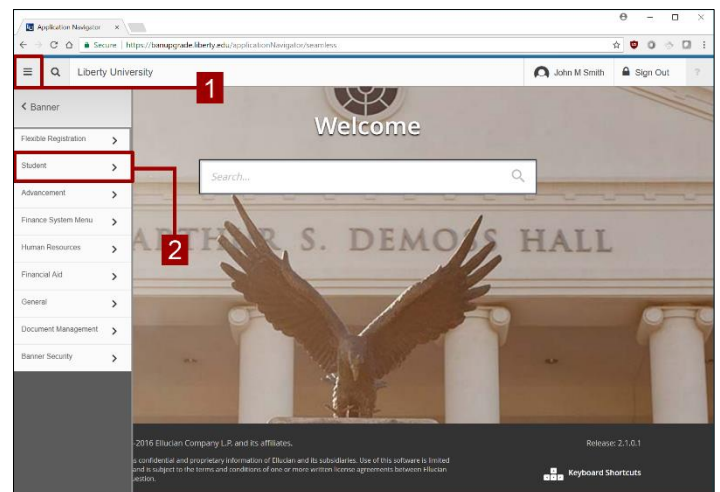 Application Navigator
Secure https://banupgrade.liberty.edu/applicationNavigator/seamless
Liberty University
John M Smith
Sign Out
?
1
Banner
Flexible Registration
Student
Advancement
Finance System Menu
Human Resources
Financial Aid
General
Document Management
Banner Security
2
Welcome
Search...
ARTHUR S. DEMOSS HALL
-2016 Ellucian Company L.P. and its affiliates.
s confidential and proprietary information of Ellucian and its subsidiaries. Use of this software is limited
and is subject to the terms and conditions of one or more written license agreements between Ellucian
uestion.
Release: 2.1.0.1
Keyboard Shortcuts